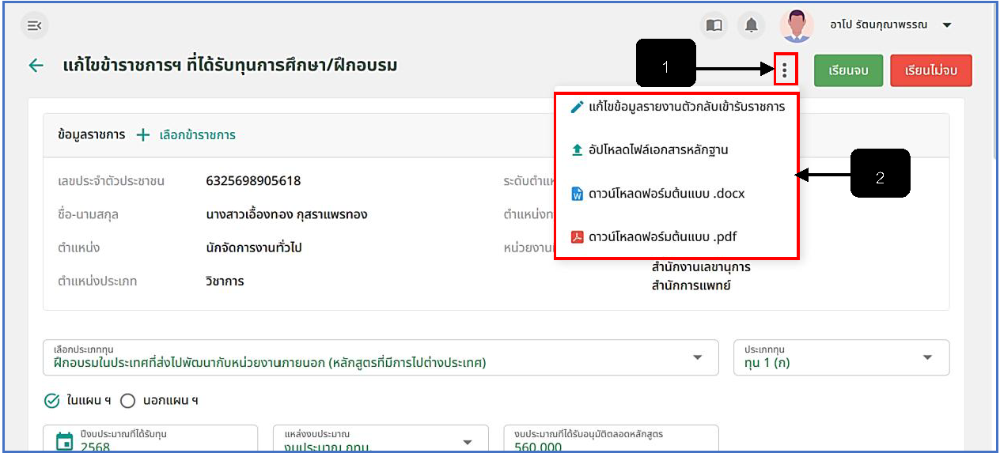 อาโป รัตนกุณาพรรณ
แก้ไขข้าราชการฯ ที่ได้รับทุนการศึกษา/ฝึกอบรม
1
เรียนจบ
เรียนไม่จบ
แก้ไขข้อมูลรายงานตัวกลับเข้ารับราชการ
อัปโหลดไฟล์เอกสารหลักฐาน
ดาวน์โหลดฟอร์มต้นแบบ .docx
ดาวน์โหลดฟอร์มต้นแบบ .pdf
2
ข้อมูลราชการ เลือกข้าราชการ
เลขประจำตัวประชาชน 6325698905618
ชื่อ-นามสกุล นางสาวเอื้องทอง กุสราแพรทอง
ตำแหน่ง นักจัดการงานทั่วไป
ตำแหน่งประเภท วิชาการ
สำนักงานเลขานุการ
สำนักการแพทย์
เลือกประเภททุน
ฝึกอบรมในประเทศที่ส่งไปพัฒนากับหน่วยงานภายนอก (หลักสูตรที่มีการไปต่างประเทศ)
ประเภททุน
ทุน 1 (ก)
ในแผน ฯ นอกแผน ฯ
ปีงบประมาณที่ได้รับทุน
2568
แหล่งงบประมาณ
งบประมาณ กทม.
งบประมาณที่ได้รับอนุมัติตลอดหลักสูตร
560,000